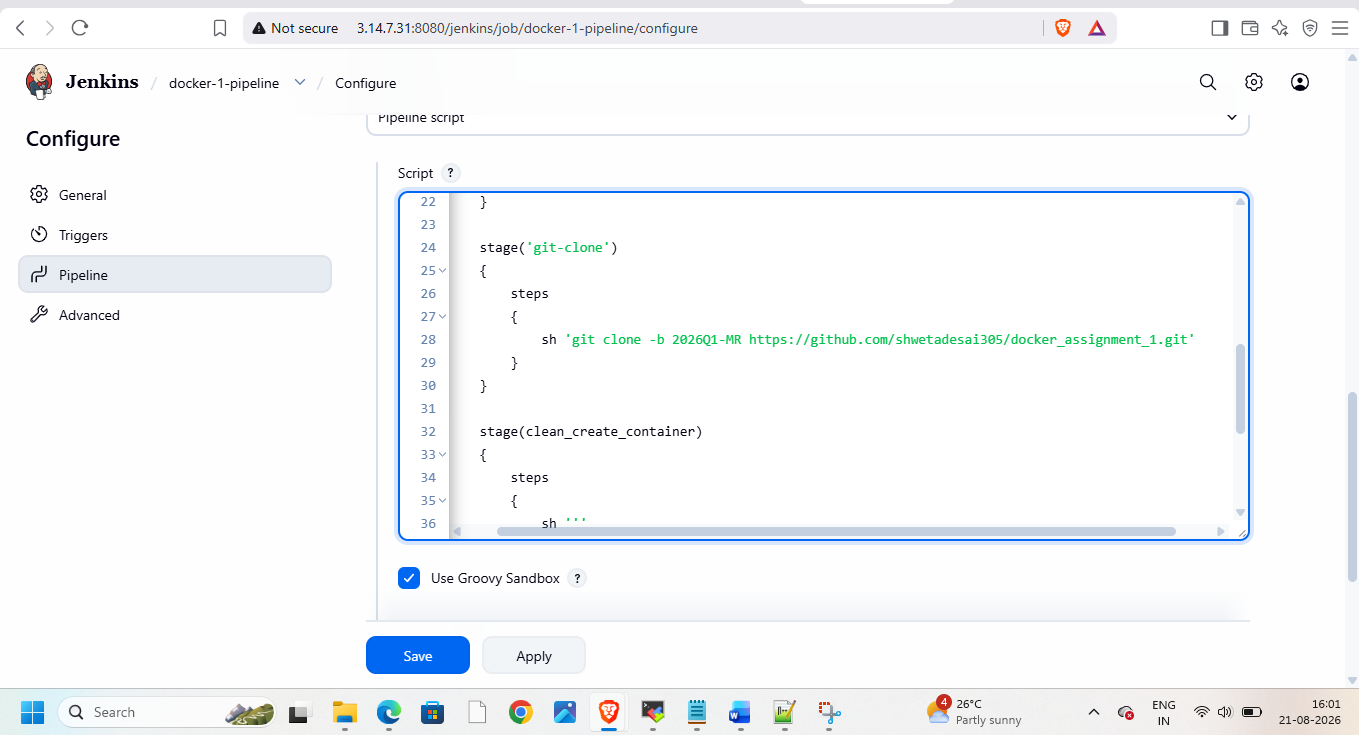 Not secure 3.14.7.31:8080/jenkins/job/docker-1-pipeline/configure
Jenkins / docker-1-pipeline / Configure
Configure
General
Triggers
Pipeline
Advanced
Pipeline script
Script ?
22 }
23
24 stage('git-clone')
25 {
26 steps
27 {
28 sh 'git clone -b 2026Q1-MR https://github.com/shwetadesai305/docker_assignment_1.git'
29 }
30 }
31
32 stage(clean_create_container)
33 {
34 steps
35 {
36 sh '''
Use Groovy Sandbox ?
Save Apply
Search
4
26°C
Partly sunny
ENG
IN
16:01
21-08-2026